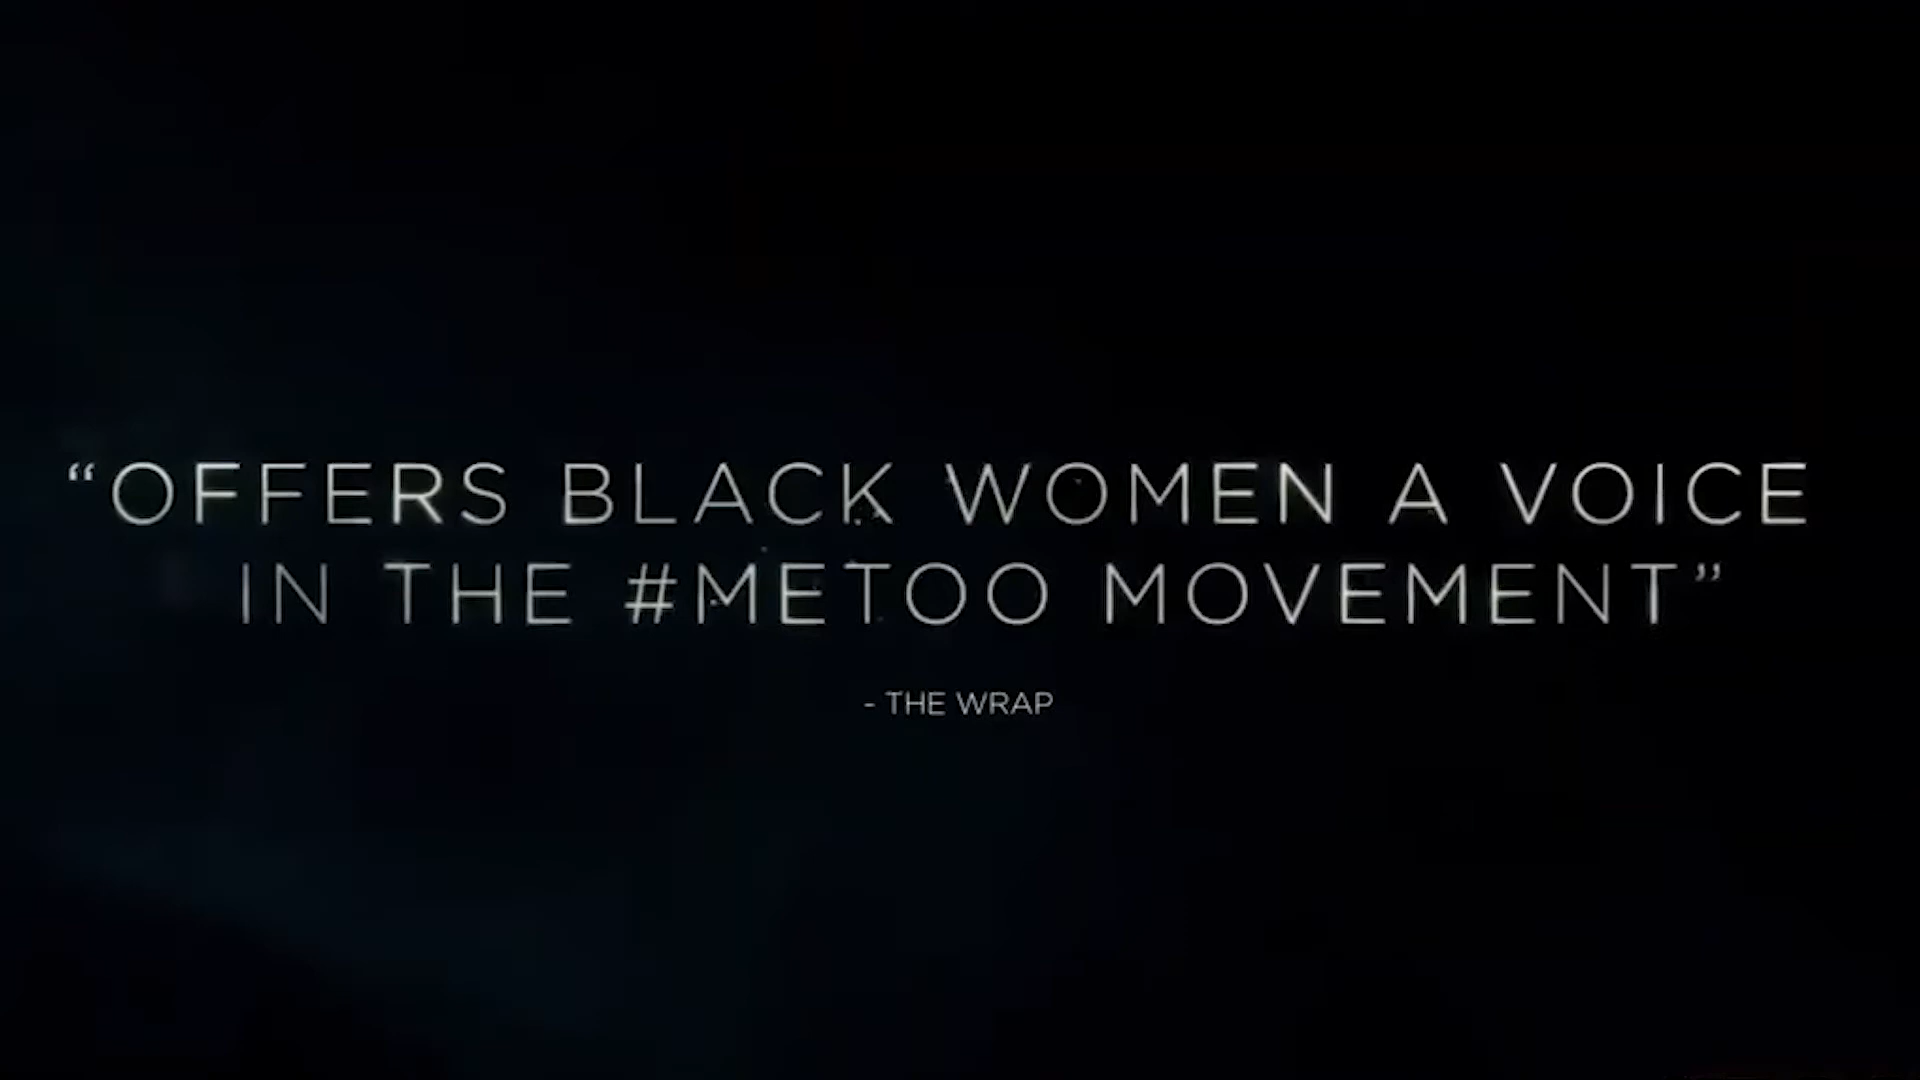 “OFFERS BLACK WOMEN A VOICE
IN THE #METOO MOVEMENT”
- THE WRAP